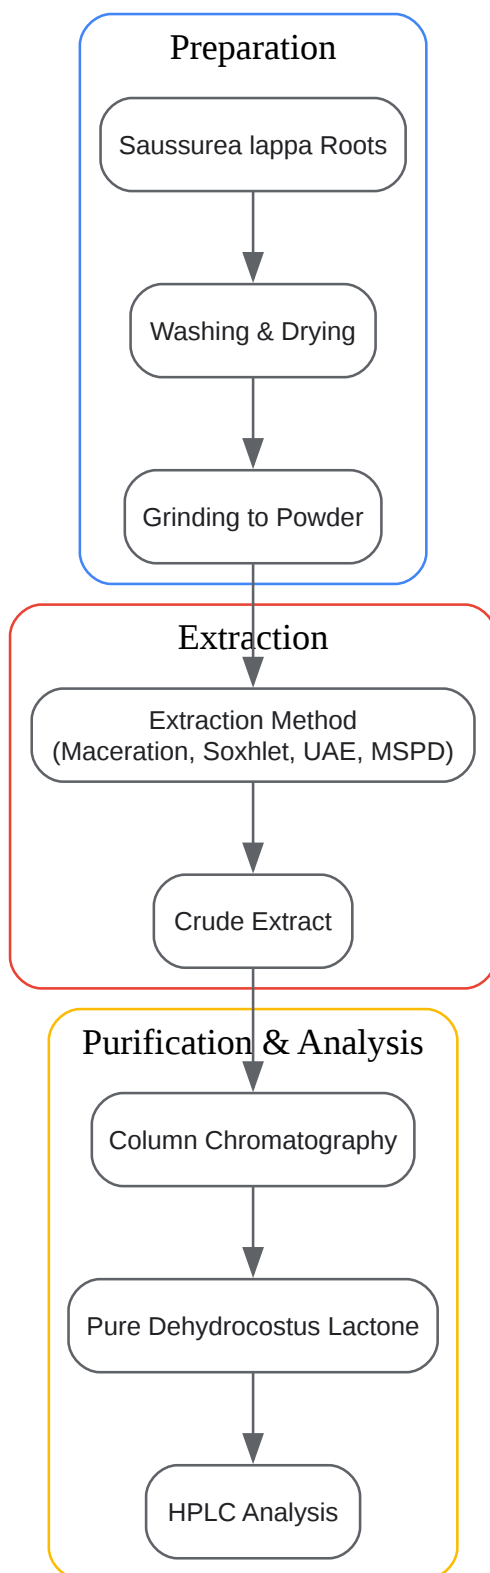 Preparation
Saussurea lappa Roots
Washing & Drying
Grinding to Powder
Extraction
Extraction Method
(Maceration, Soxhlet, UAE, MSPD)
Crude Extract
Purification & Analysis
Column Chromatography
Pure Dehydrocostus Lactone
HPLC Analysis